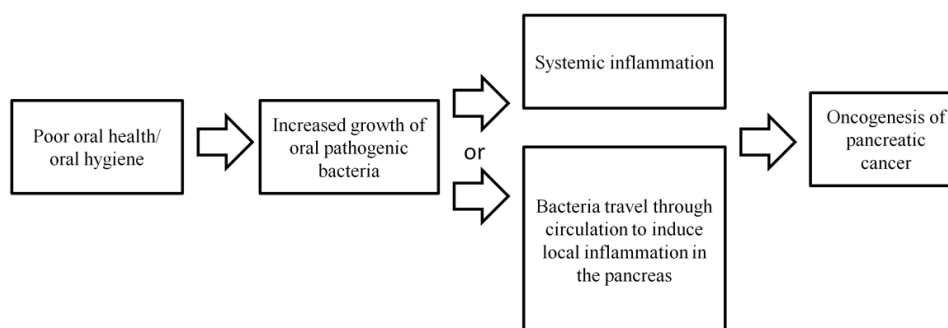 Poor oral health/
oral hygiene
Increased growth of
oral pathogenic
bacteria
or
Systemic inflammation
Bacteria travel through
circulation to induce
local inflammation in
the pancreas
Oncogenesis of
pancreatic
cancer